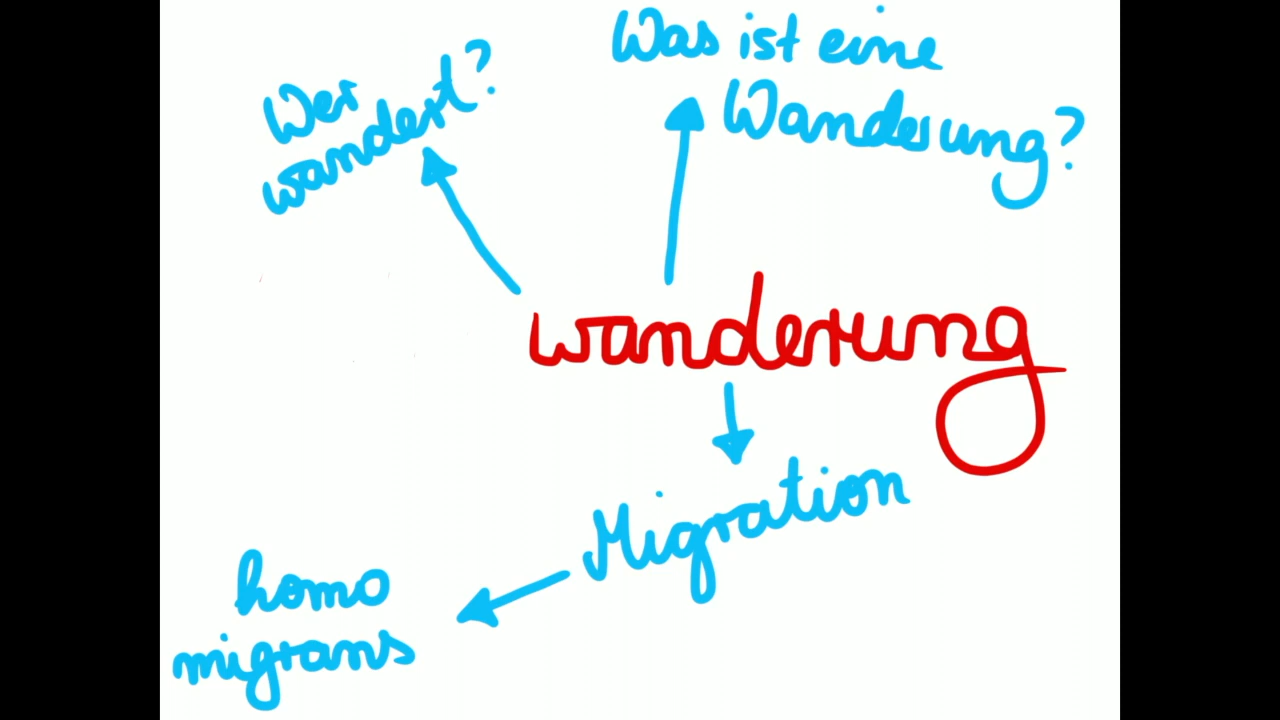 Wer
wandert?
Was ist eine
Wanderung?
wanderung
Migration
homo
migrans